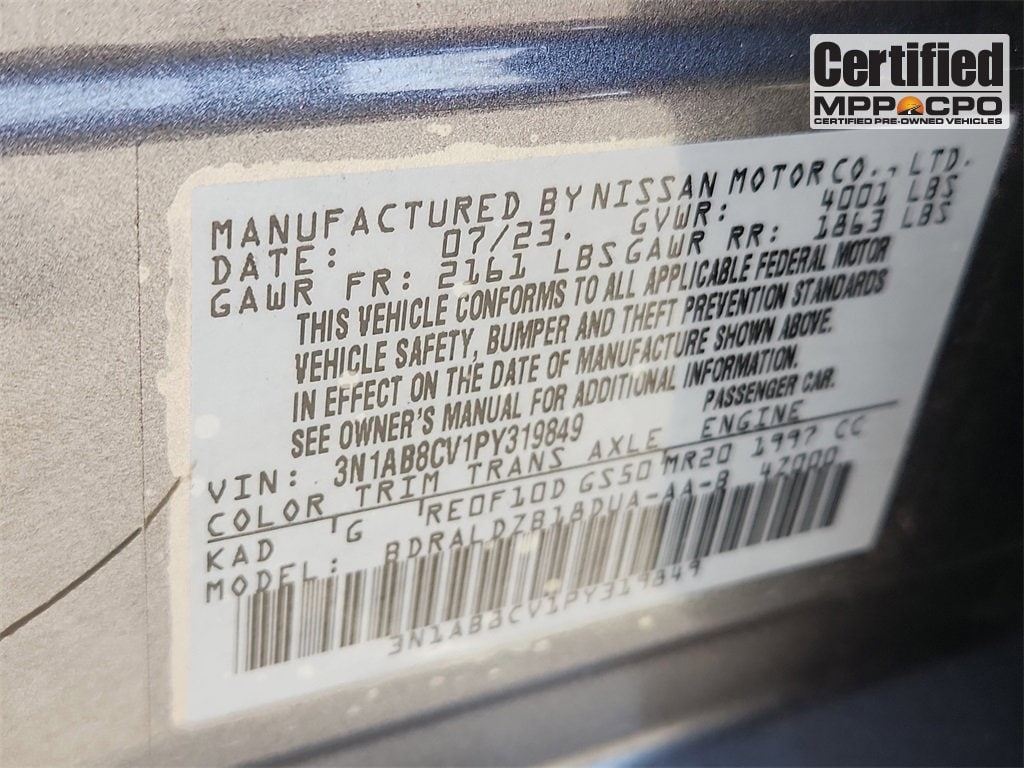 Certified
MPP CPO
CERTIFIED PRE-OWNED VEHICLES
MANUFACTURED BY NISSAN MOTOR CO., LTD.
DATE: 07/23. GVWR: 4001 LBS
GAWR FR: 2161 LBS GAWR RR: 1863 LBS
THIS VEHICLE CONFORMS TO ALL APPLICABLE FEDERAL MOTOR
VEHICLE SAFETY, BUMPER AND THEFT PREVENTION STANDARDS
IN EFFECT ON THE DATE OF MANUFACTURE SHOWN ABOVE.
SEE OWNER'S MANUAL FOR ADDITIONAL INFORMATION.
VIN: 3N1AB8CV1PY319849 PASSENGER CAR.
COLOR TRIM TRANS AXLE ENGINE
KAD G RE0F10D GS50 MR20 1997 CC
MODEL: BDRALDZB18DUA-AA-B 47000
3N1AB8CV1PY319849